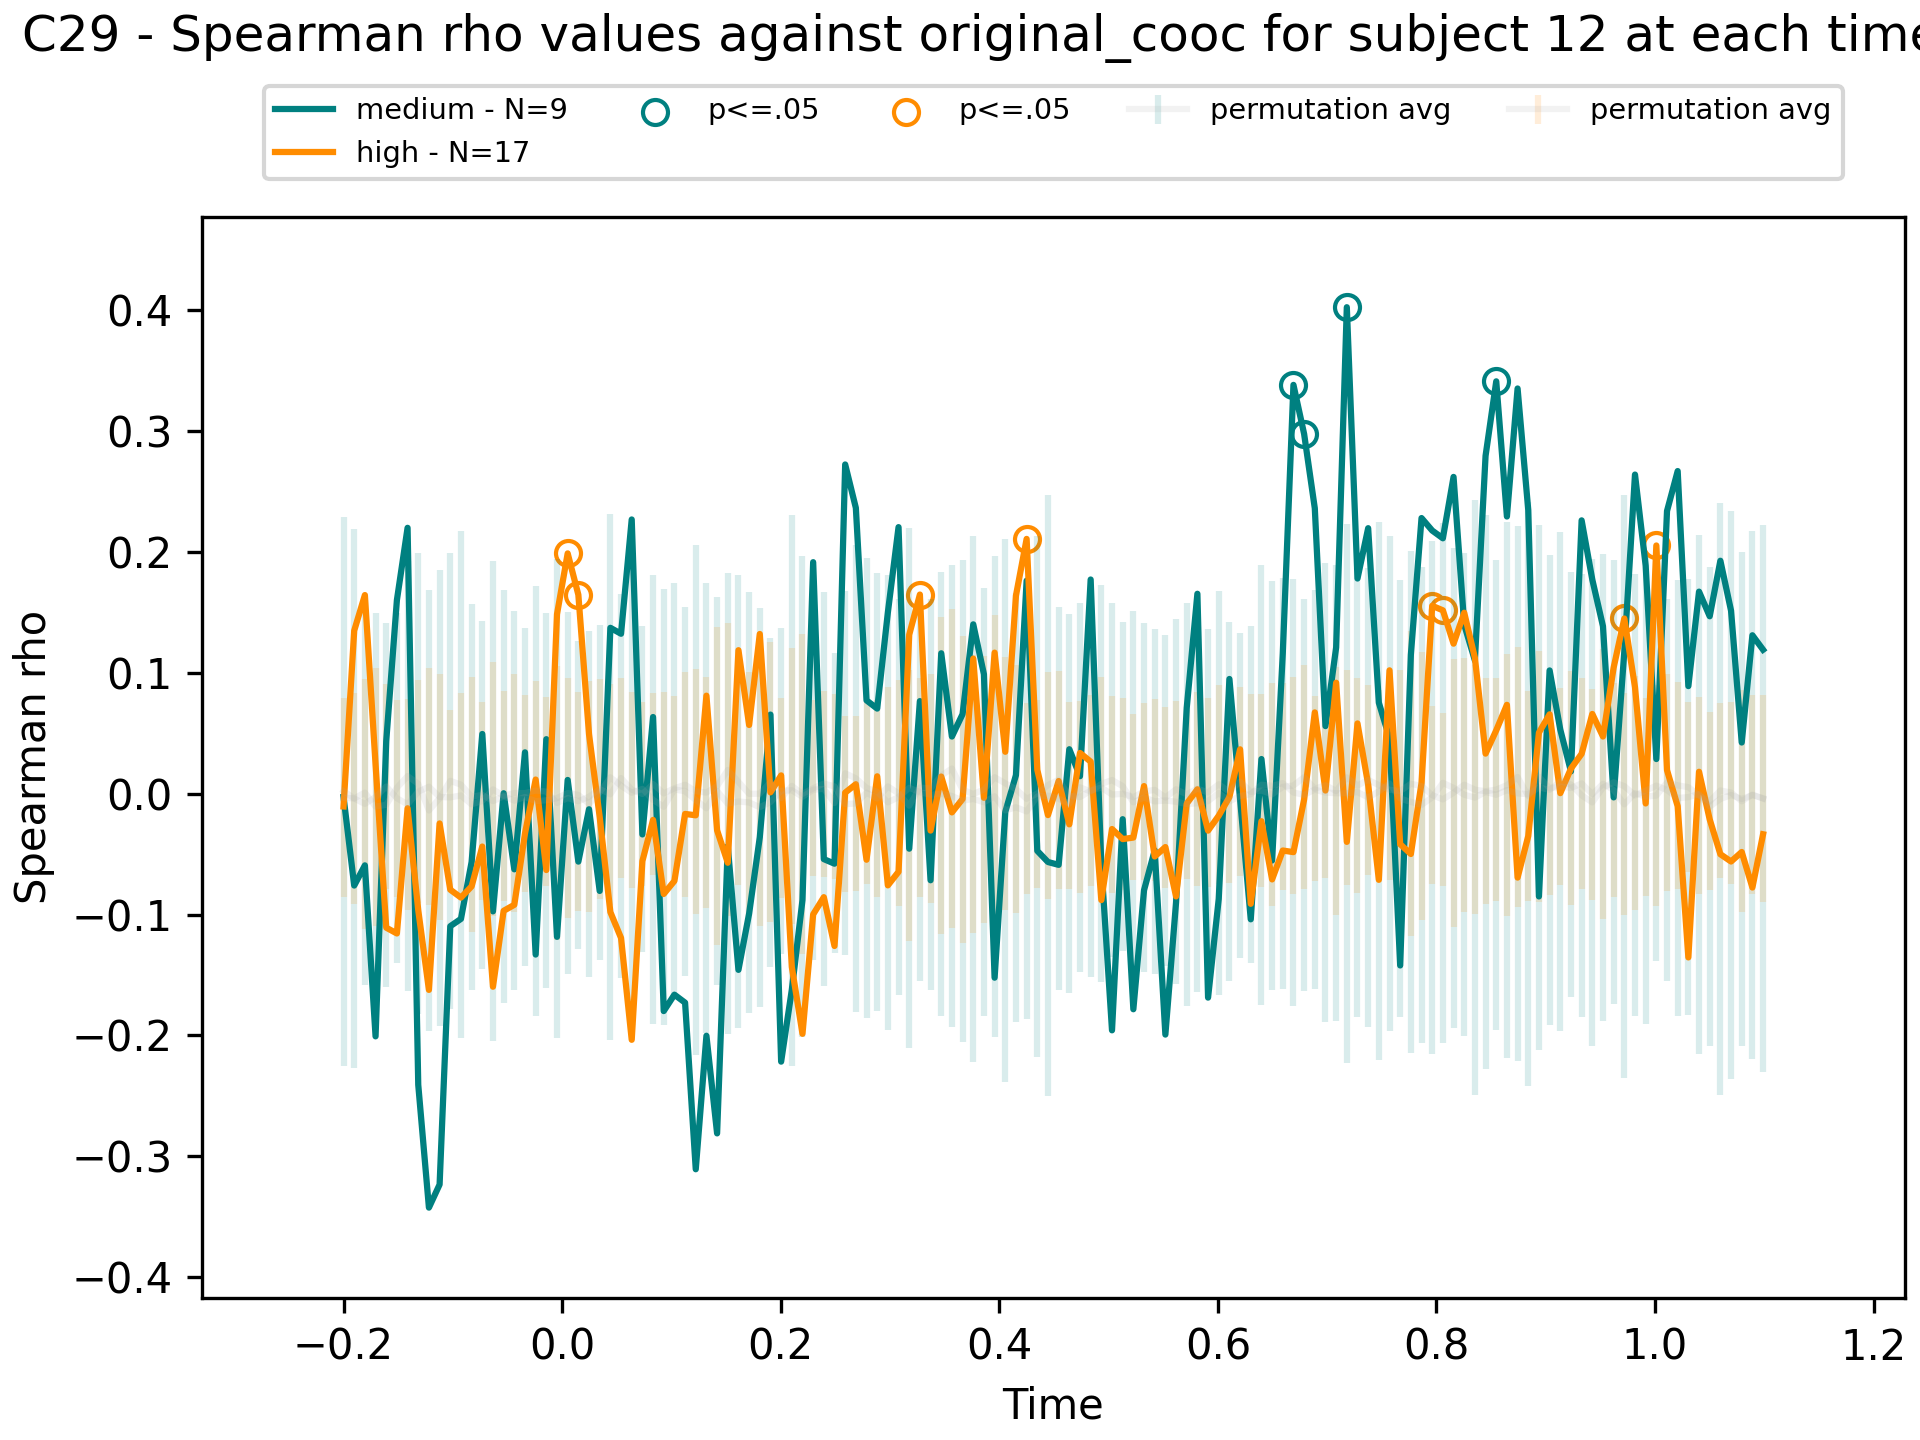 C29 - Spearman rho values against original_cooc for subject 12 at each time
medium - N=9
high - N=17
p<=.05
p<=.05
permutation avg
permutation avg
Spearman rho
0.4
0.3
0.2
0.1
0.0
−0.1
−0.2
−0.3
−0.4
−0.2 0.0 0.2 0.4 0.6 0.8 1.0 1.2
Time